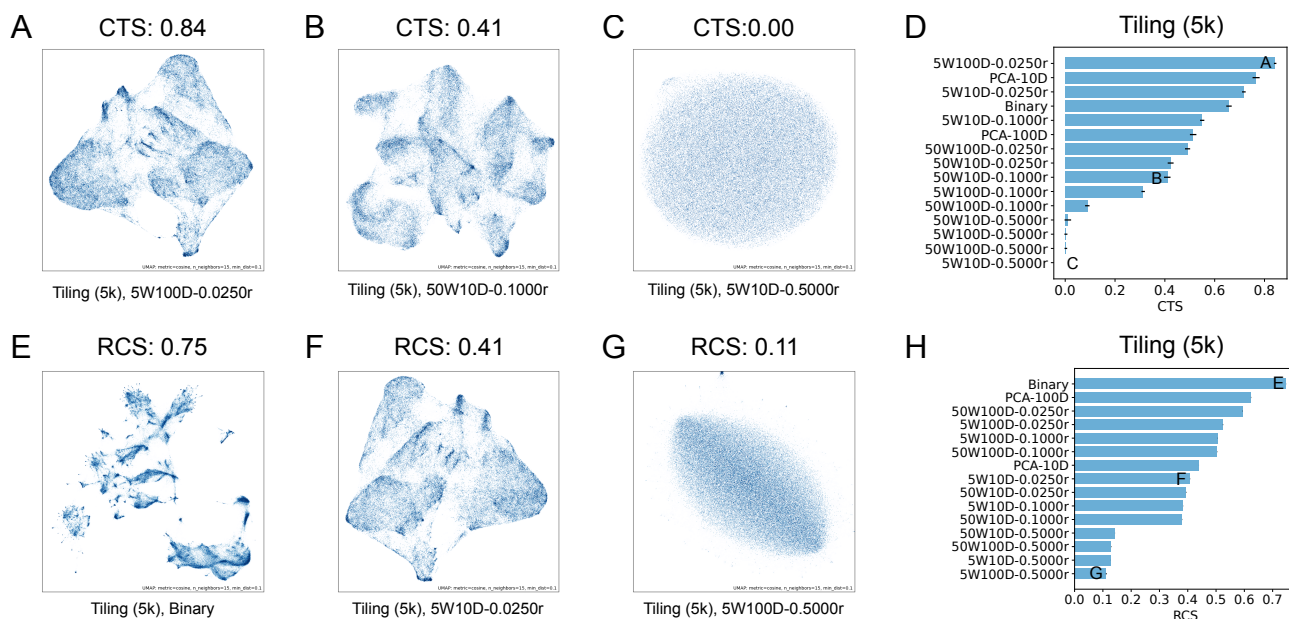 A
CTS: 0.84
UMAP: metric=cosine, n_neighbors=15, min_dist=0.1
Tiling (5k), 5W100D-0.0250r
B
CTS: 0.41
UMAP: metric=cosine, n_neighbors=15, min_dist=0.1
Tiling (5k), 50W10D-0.1000r
C
CTS:0.00
UMAP: metric=cosine, n_neighbors=15, min_dist=0.1
Tiling (5k), 5W10D-0.5000r
D
Tiling (5k)
5W100D-0.0250r
A
PCA-10D
5W10D-0.0250r
Binary
5W10D-0.1000r
PCA-100D
50W100D-0.0250r
50W10D-0.0250r
50W10D-0.1000r
B
5W100D-0.1000r
50W100D-0.1000r
50W10D-0.5000r
5W100D-0.5000r
50W100D-0.5000r
5W10D-0.5000r
C
0.0 0.2 0.4 0.6 0.8
CTS
E
RCS: 0.75
UMAP: metric=cosine, n_neighbors=15, min_dist=0.1
Tiling (5k), Binary
F
RCS: 0.41
UMAP: metric=cosine, n_neighbors=15, min_dist=0.1
Tiling (5k), 5W10D-0.0250r
G
RCS: 0.11
UMAP: metric=cosine, n_neighbors=15, min_dist=0.1
Tiling (5k), 5W100D-0.5000r
H
Tiling (5k)
Binary
E
PCA-100D
50W100D-0.0250r
5W100D-0.0250r
5W100D-0.1000r
50W100D-0.1000r
PCA-10D
5W10D-0.0250r
F
50W10D-0.0250r
5W10D-0.1000r
50W10D-0.1000r
50W10D-0.5000r
50W100D-0.5000r
5W10D-0.5000r
5W100D-0.5000r
G
0.0 0.1 0.2 0.3 0.4 0.5 0.6 0.7
RCS